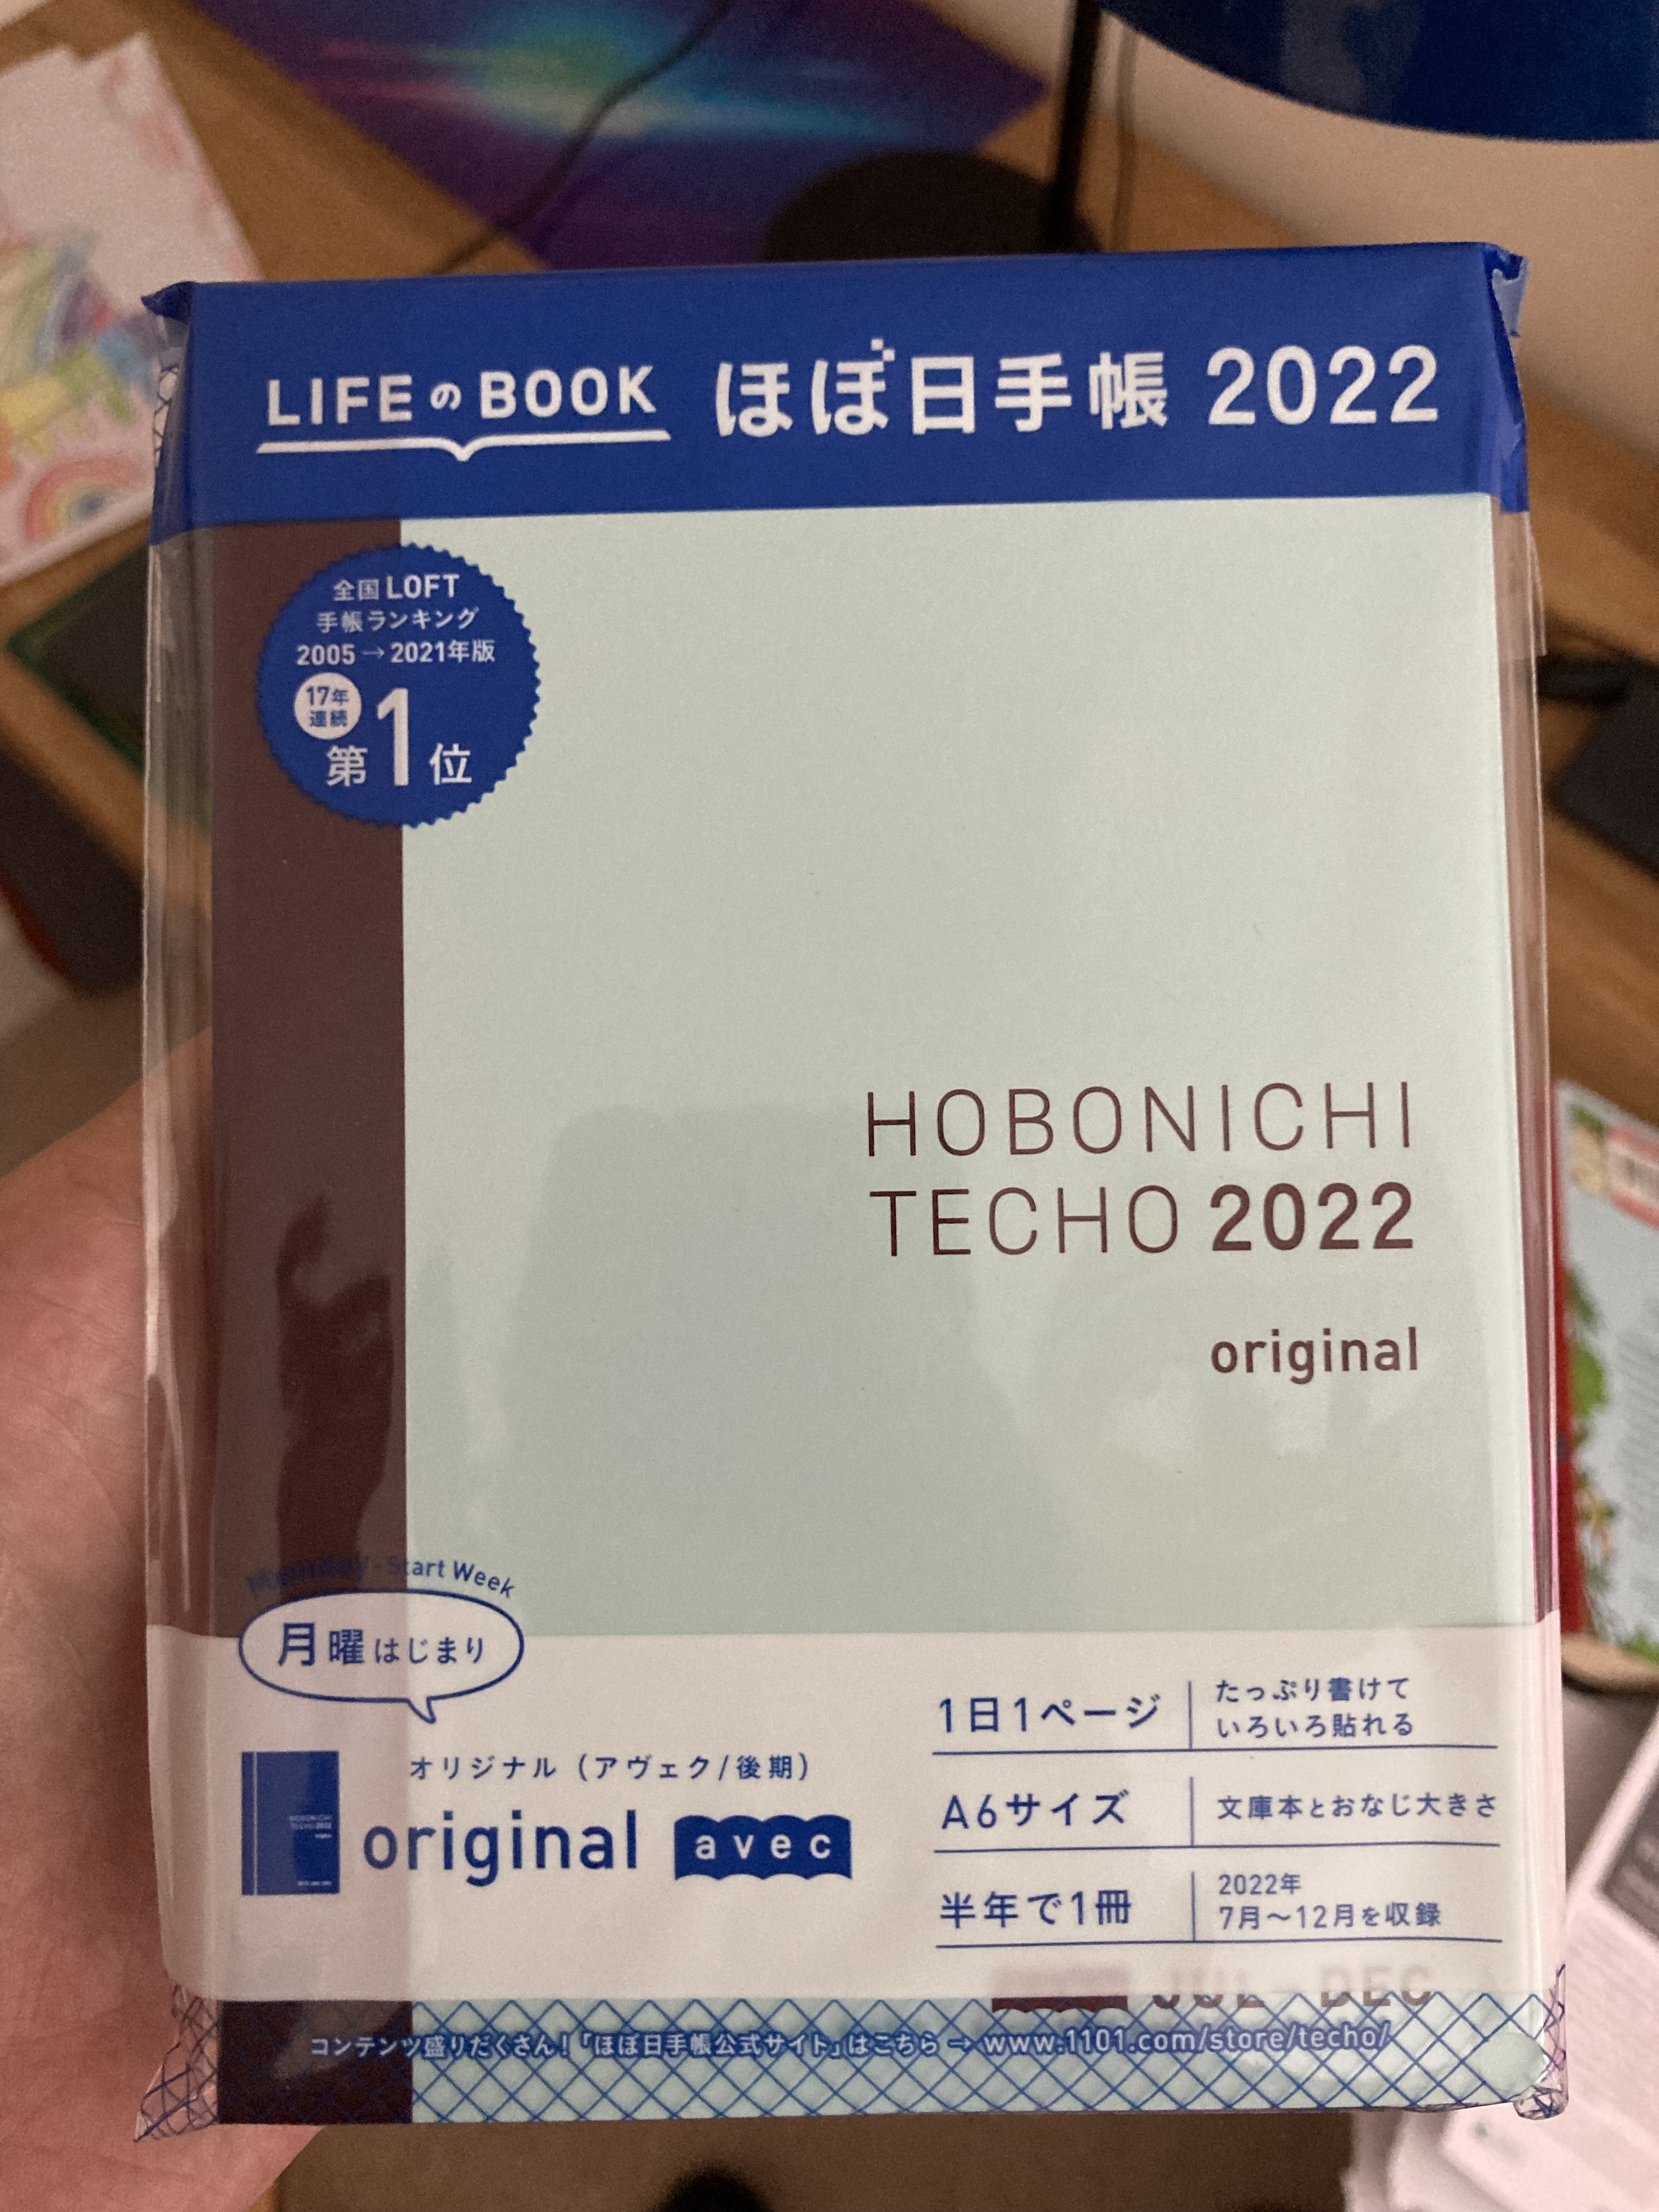 LIFEのBOOK ほぼ日手帳 2022
全国LOFT
手帳ランキング
2005→2021年版
17年
連続
第1位
HOBONICHI
TECHO 2022
original
Monday-Start Week
月曜はじまり
オリジナル(アヴェク/後期)
original avec
1日1ページ
たっぷり書けて
いろいろ貼れる
A6サイズ
文庫本とおなじ大きさ
半年で1冊
2022年
7月〜12月を収録
JUL - DEC
コンテンツ盛りだくさん!「ほぼ日手帳公式サイト」はこちら→www.1101.com/store/techo/
HOBONICHI
TECHO 2022